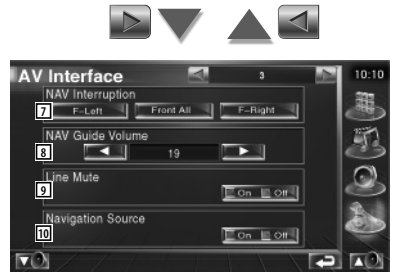 AV Interface 3 10:10
NAV Interruption
7 F-Left Front All F-Right
NAV Guide Volume
8 19
Line Mute
9 On Off
Navigation Source
10 On Off